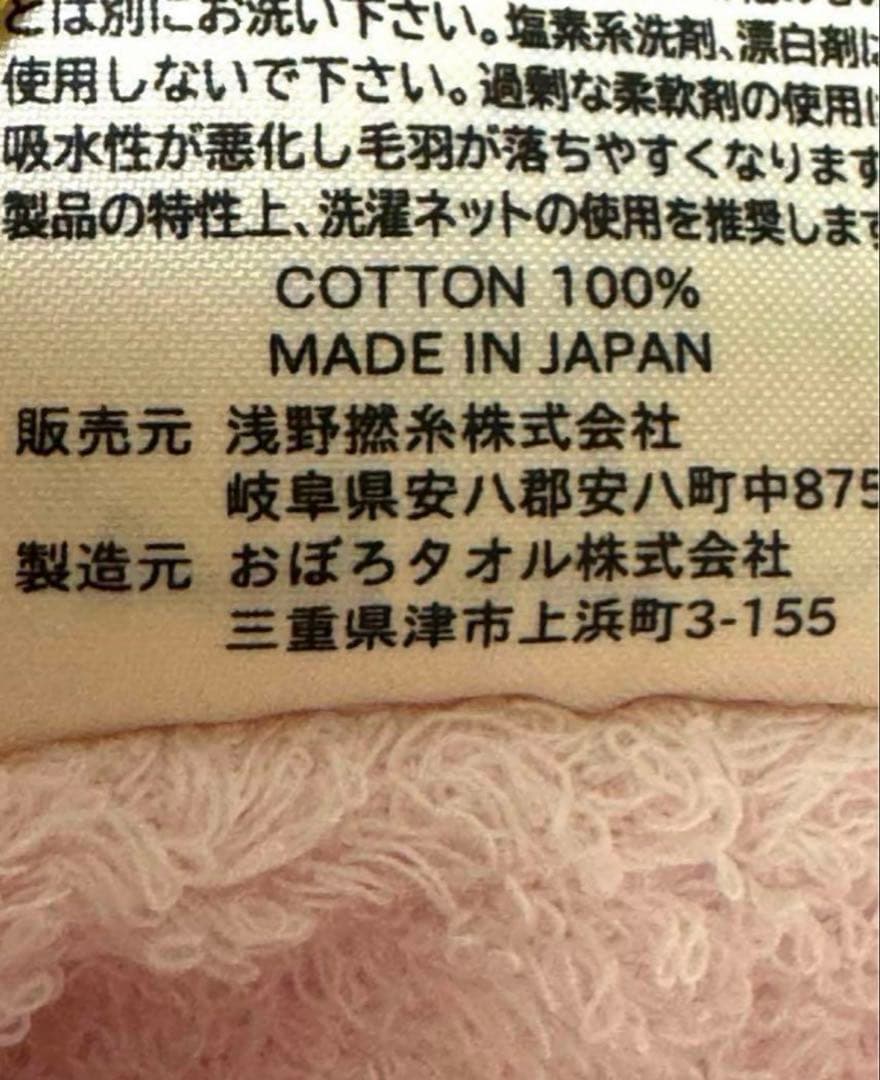 とは別にお洗い下さい。塩素系洗剤、漂白剤は
使用しないで下さい。過剰な柔軟剤の使用は
吸水性が悪化し毛羽が落ちやすくなります
製品の特性上、洗濯ネットの使用を推奨します
COTTON 100%
MADE IN JAPAN
販売元 浅野撚糸株式会社
岐阜県安八郡安八町中875
製造元 おぼろタオル株式会社
三重県津市上浜町3-155